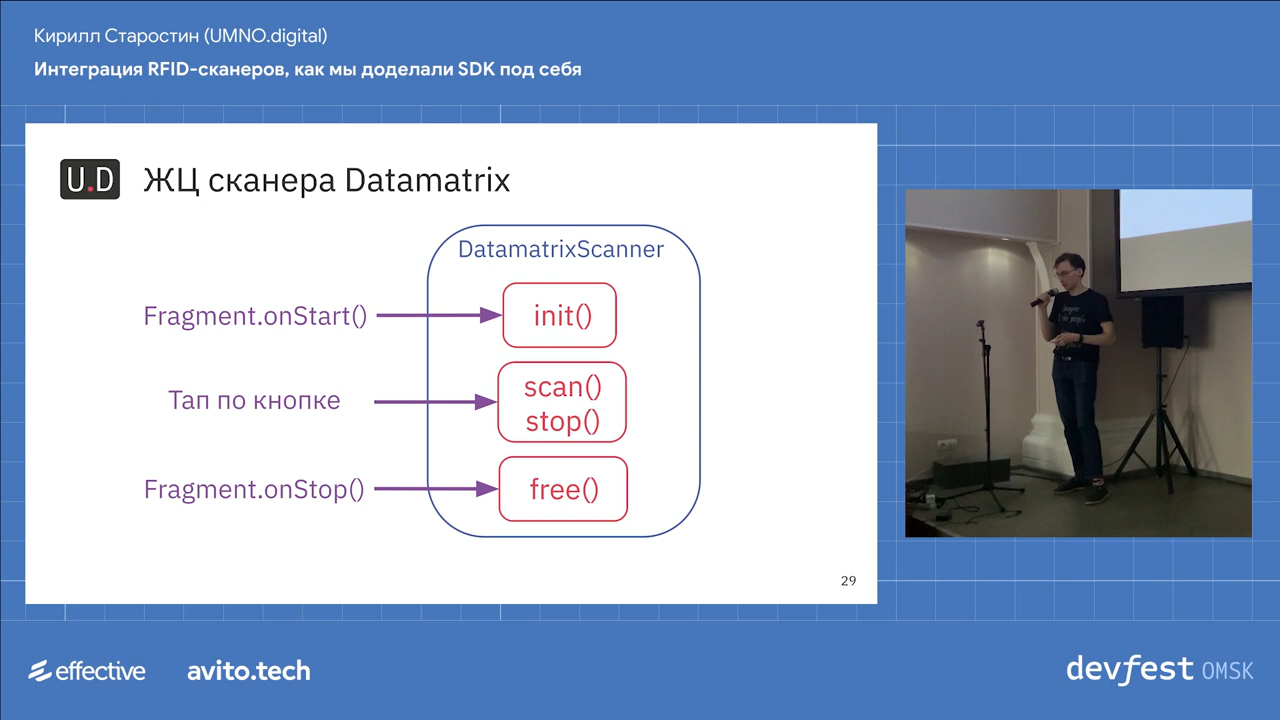 Кирилл Старостин (UMNO.digital)
Интеграция RFID-сканеров, как мы доделали SDK под себя
U.D ЖЦ сканера Datamatrix
DatamatrixScanner
Fragment.onStart()
init()
Тап по кнопке
scan()
stop()
Fragment.onStop()
free()
29
effective
avito.tech
devfest OMSK